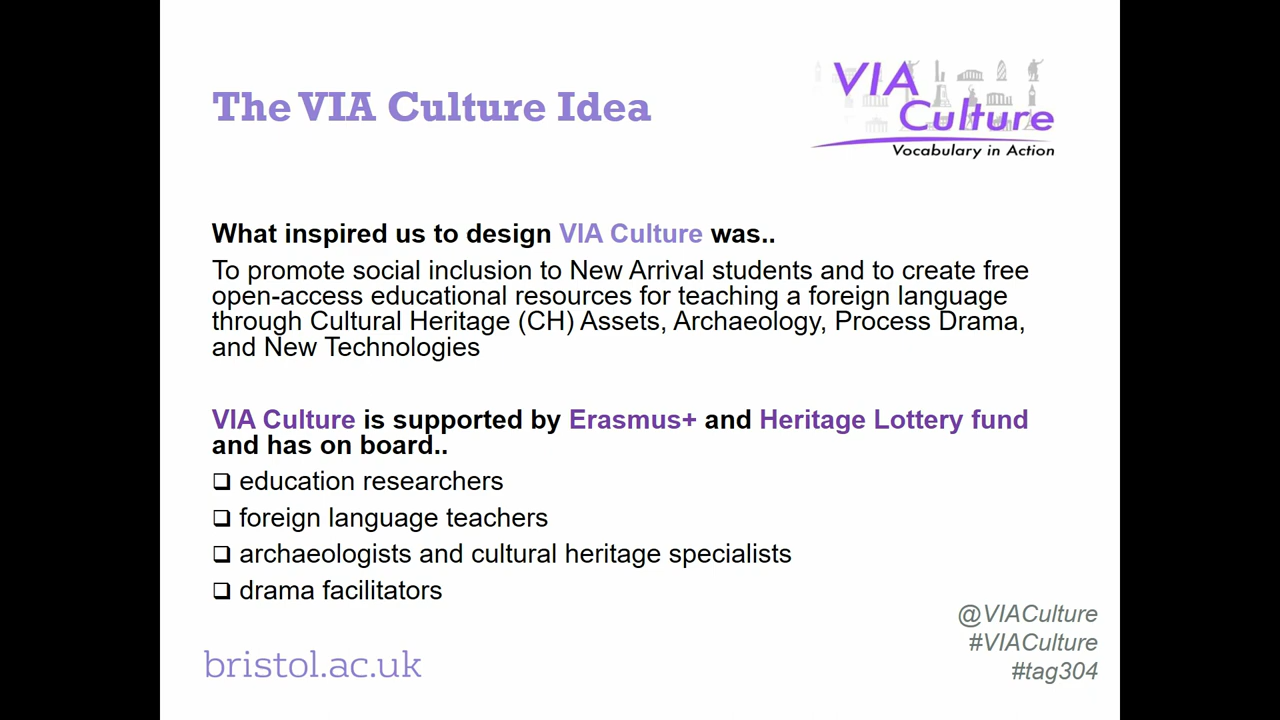 The VIA Culture Idea
VIA
Culture
Vocabulary in Action
What inspired us to design VIA Culture was..
To promote social inclusion to New Arrival students and to create free
open-access educational resources for teaching a foreign language
through Cultural Heritage (CH) Assets, Archaeology, Process Drama,
and New Technologies
VIA Culture is supported by Erasmus+ and Heritage Lottery fund
and has on board..
❑ education researchers
❑ foreign language teachers
❑ archaeologists and cultural heritage specialists
❑ drama facilitators
@VIACulture
#VIACulture
#tag304
bristol.ac.uk